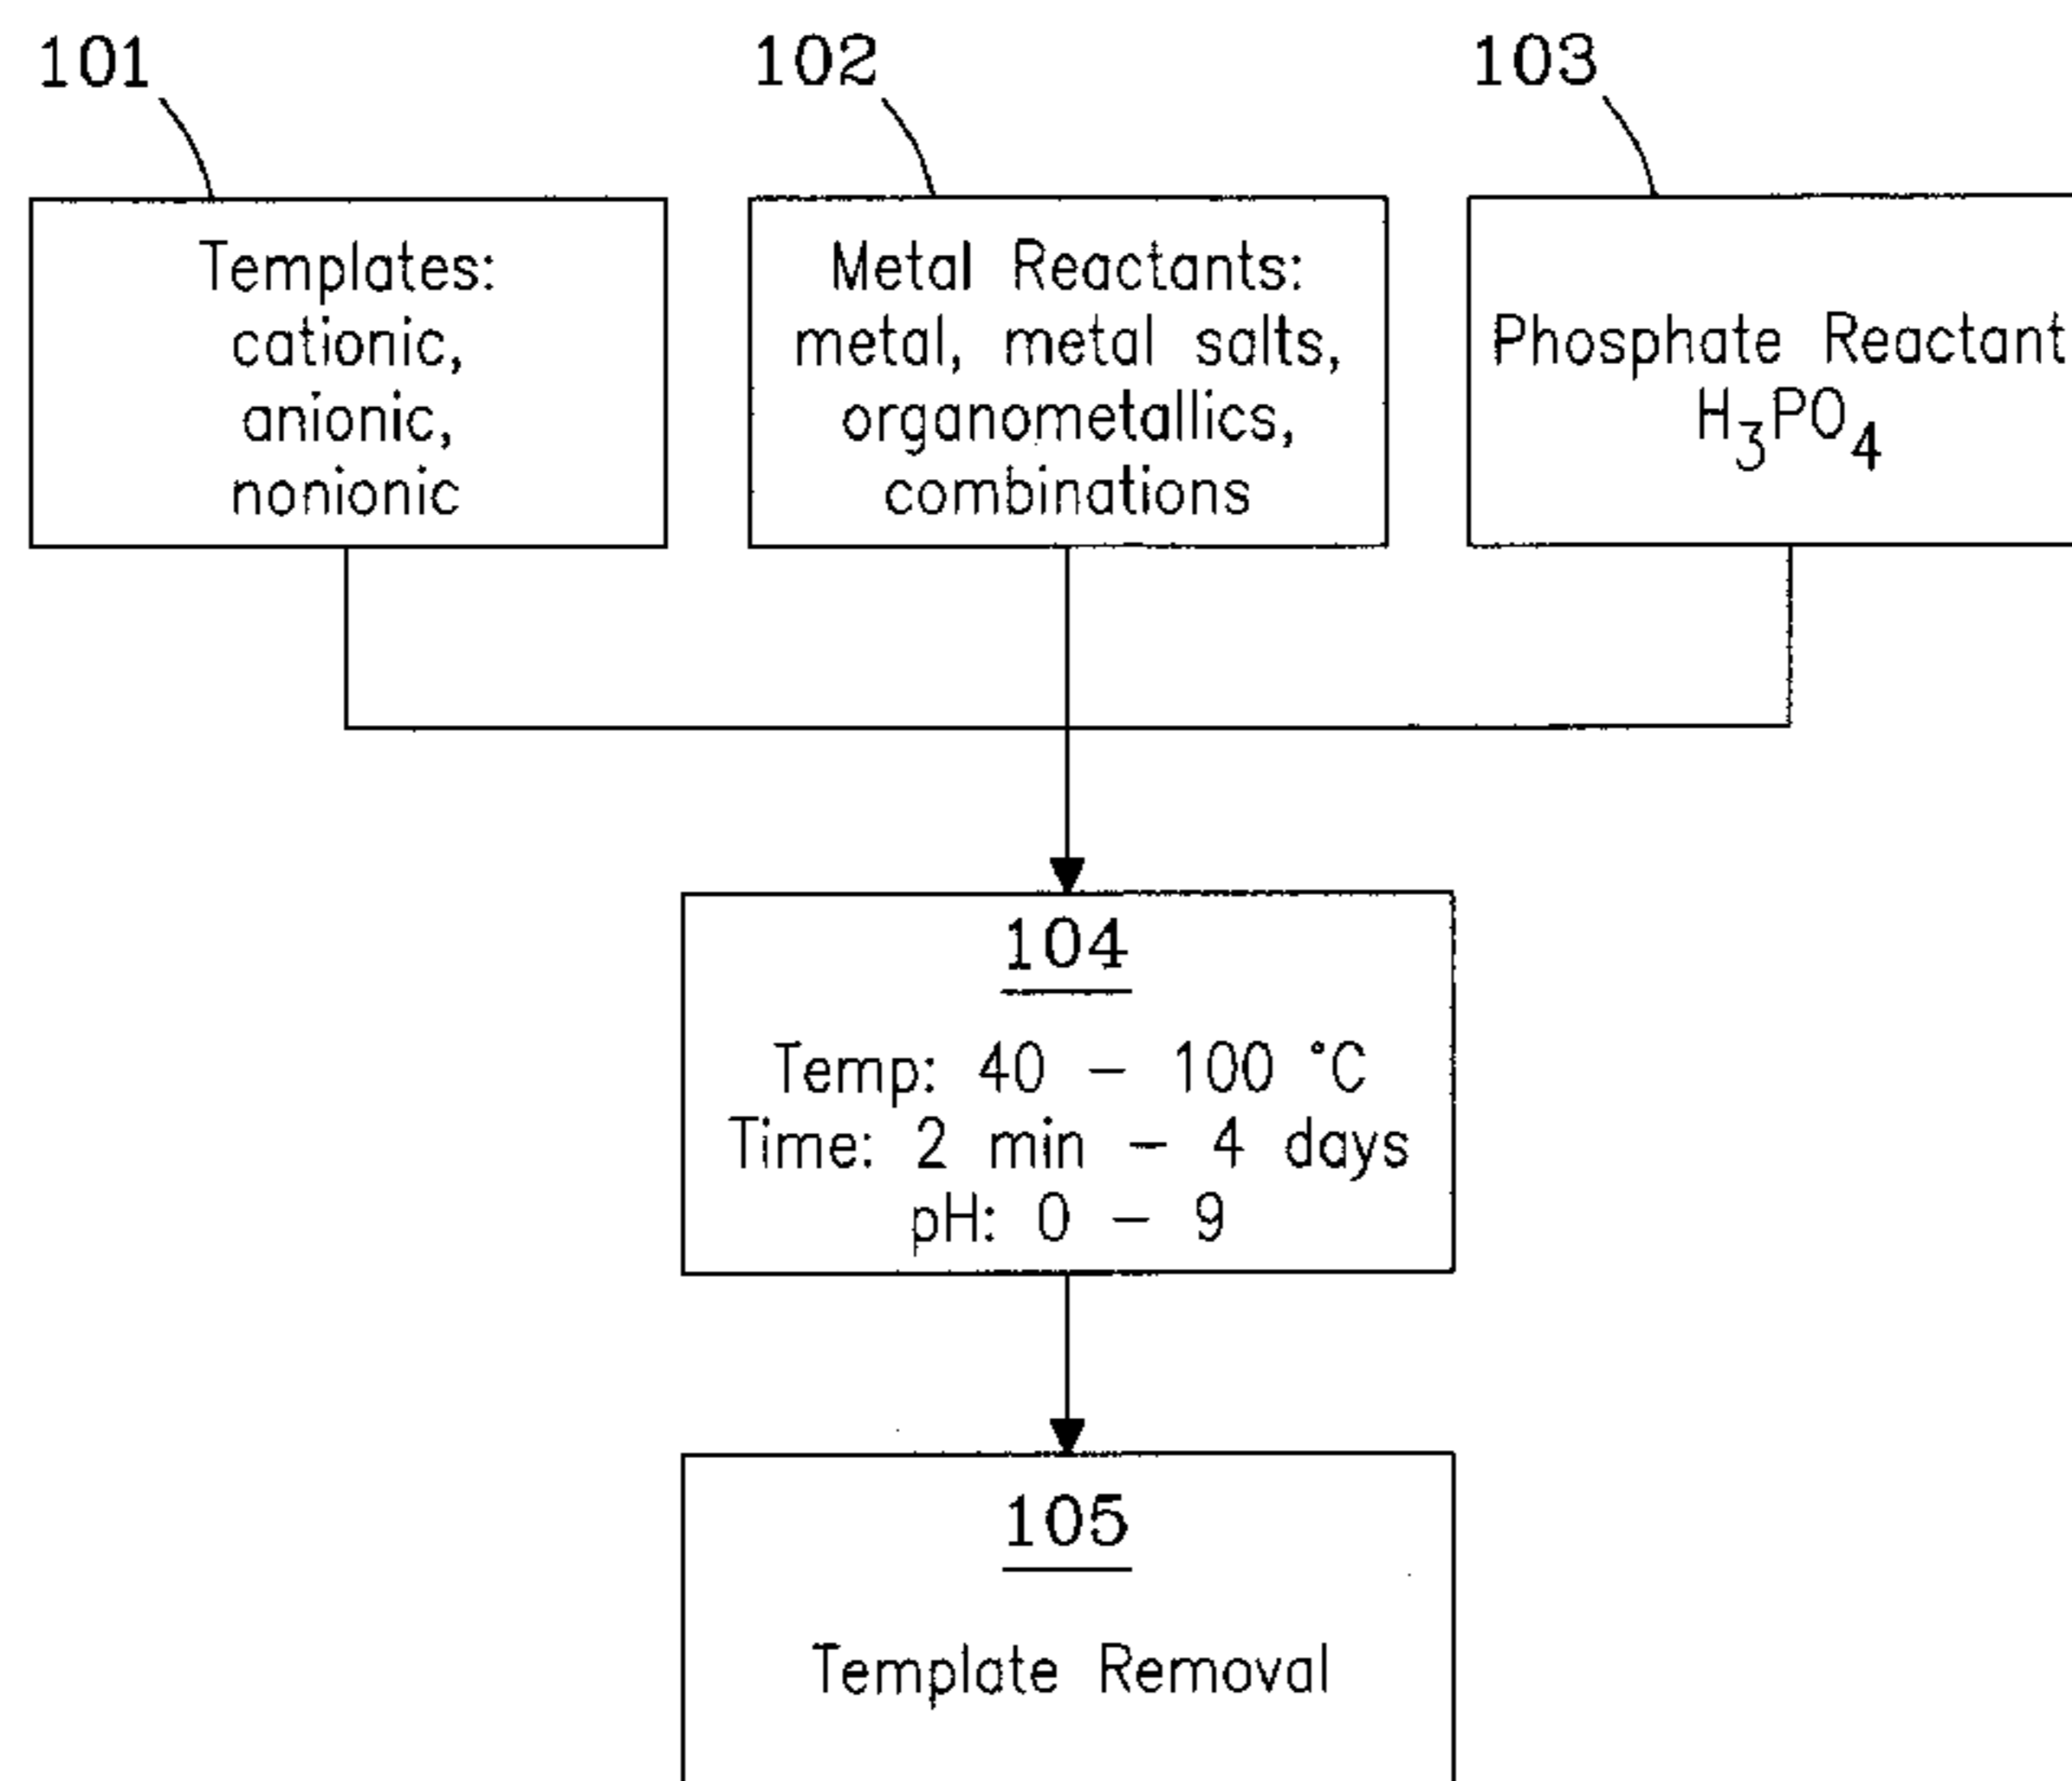 101
102
103
Templates:
cationic,
anionic,
nonionic
Metal Reactants:
metal, metal salts,
organometallics,
combinations
Phosphate Reactant
H₃PO₄
104
Temp: 40 – 100 °C
Time: 2 min – 4 days
pH: 0 – 9
105
Template Removal